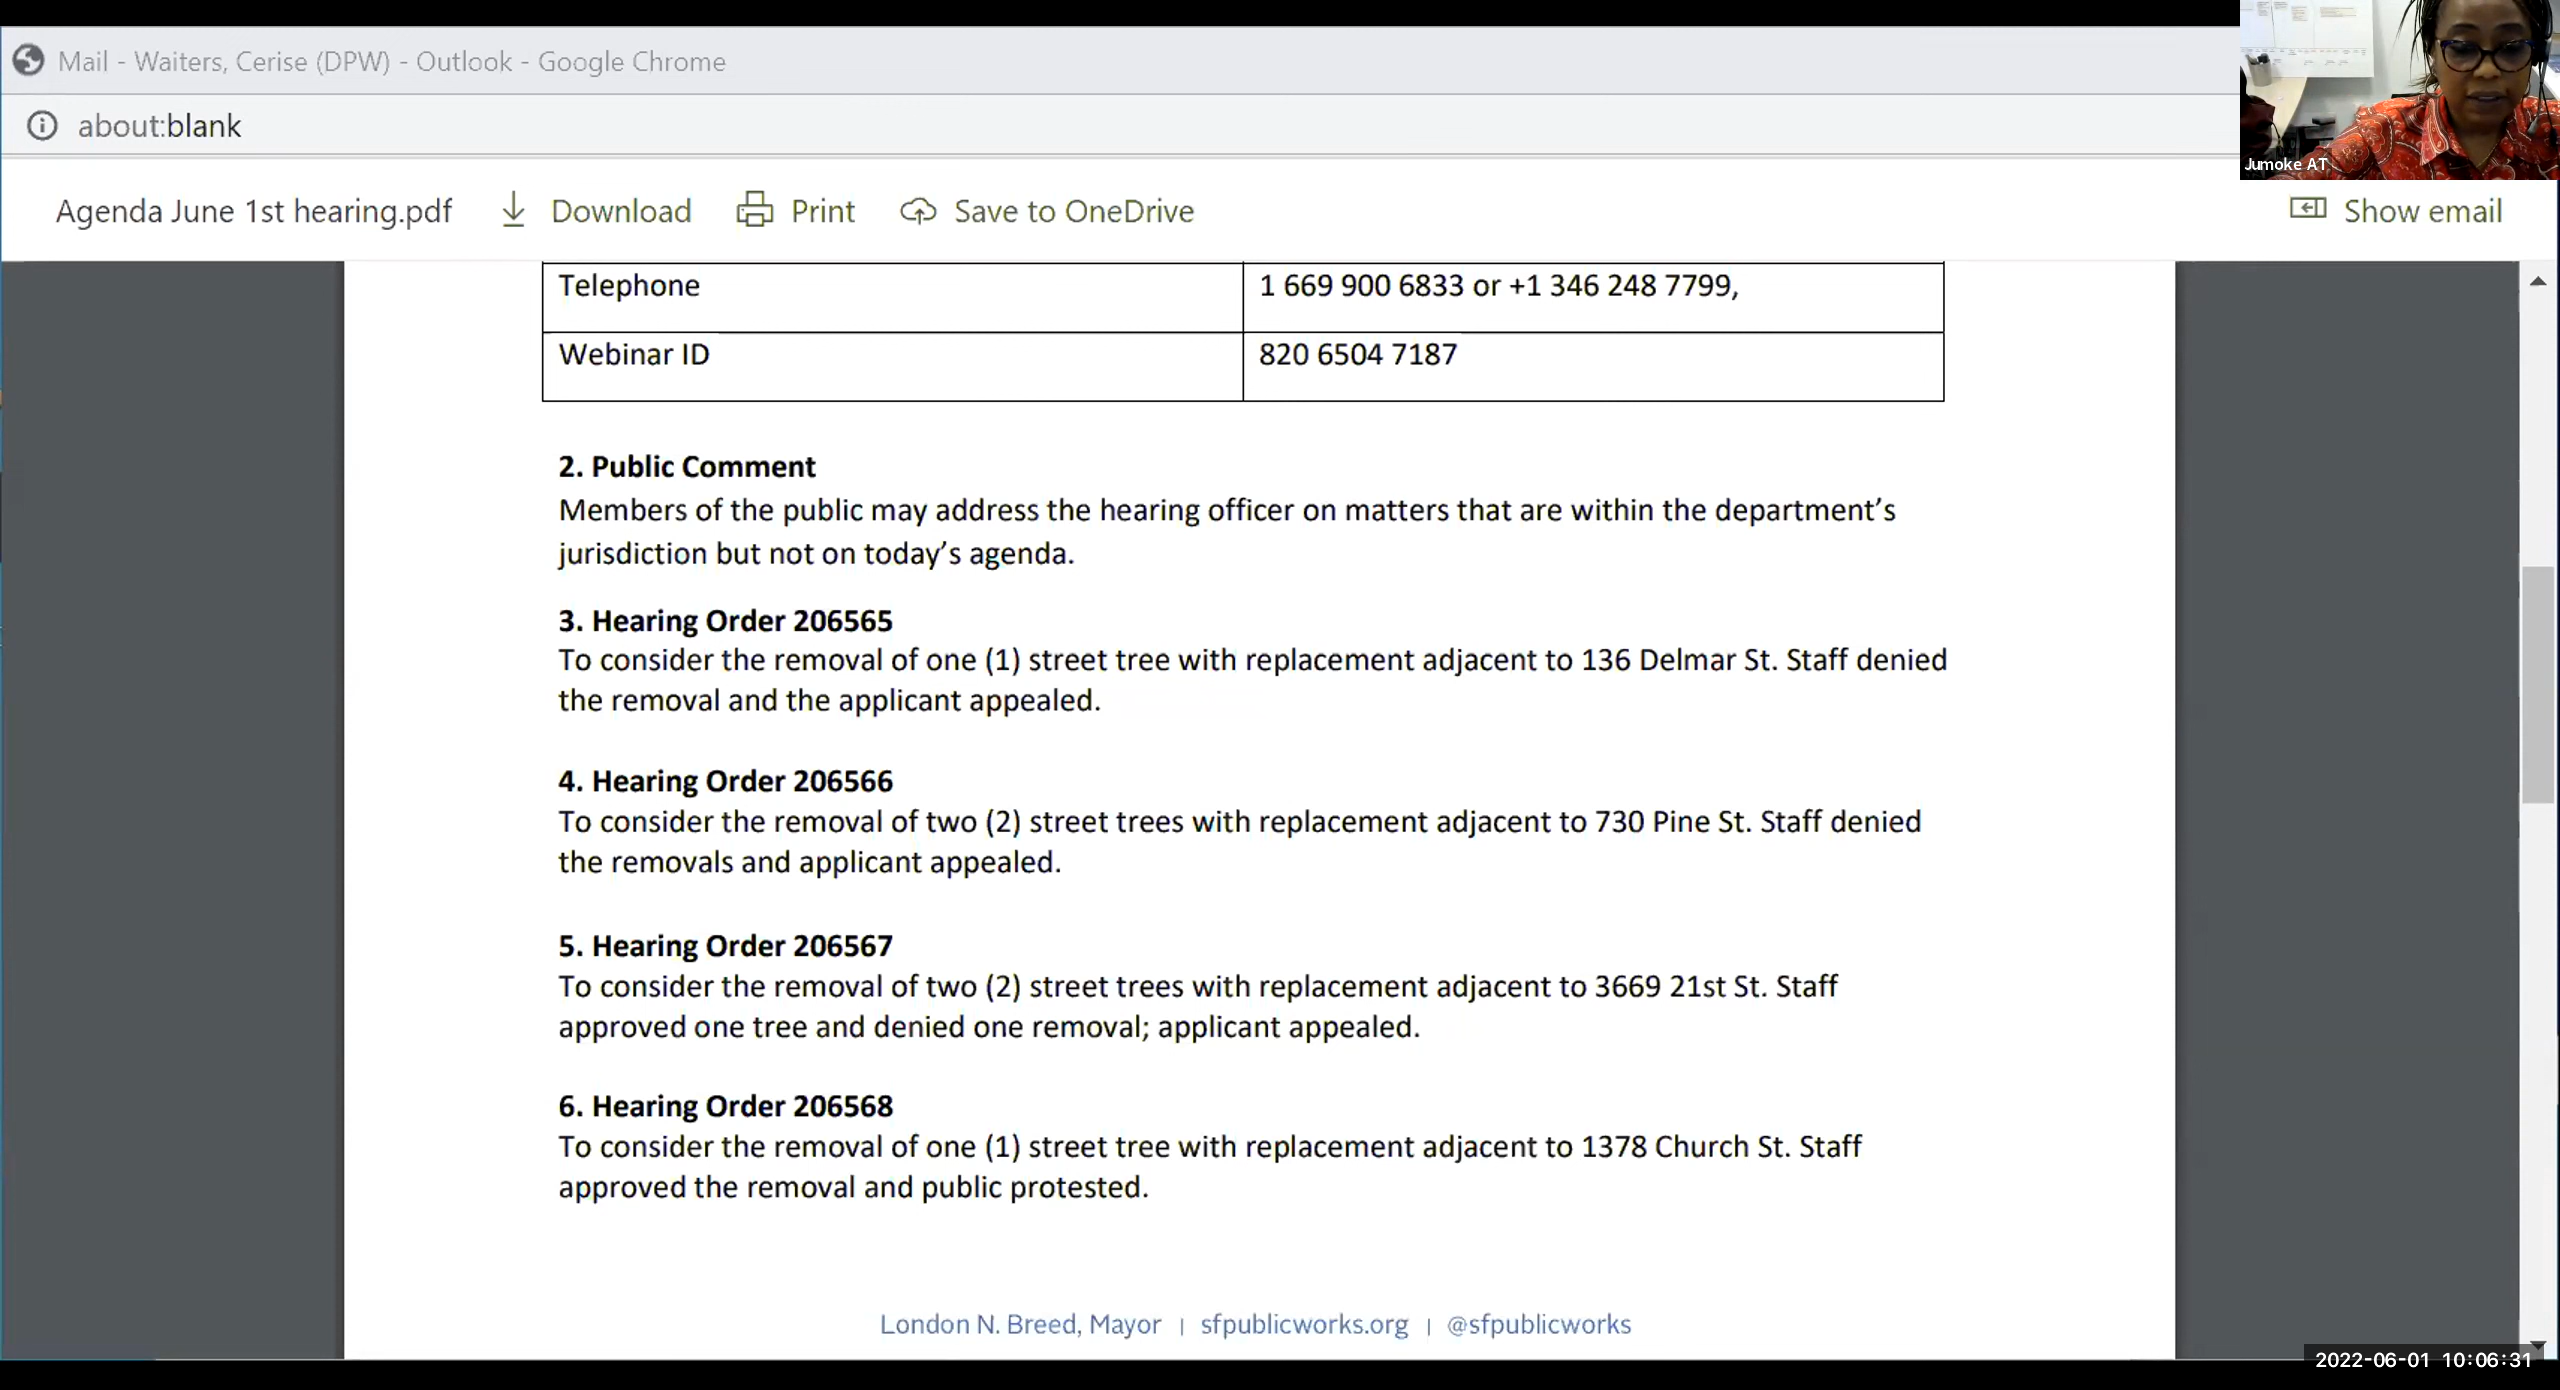 Mail - Waiters, Cerise (DPW) - Outlook - Google Chrome
about:blank
Jumoke AT
Agenda June 1st hearing.pdf Download Print Save to OneDrive Show email
Telephone 1 669 900 6833 or +1 346 248 7799,
Webinar ID 820 6504 7187
2. Public Comment
Members of the public may address the hearing officer on matters that are within the department’s
jurisdiction but not on today’s agenda.
3. Hearing Order 206565
To consider the removal of one (1) street tree with replacement adjacent to 136 Delmar St. Staff denied
the removal and the applicant appealed.
4. Hearing Order 206566
To consider the removal of two (2) street trees with replacement adjacent to 730 Pine St. Staff denied
the removals and applicant appealed.
5. Hearing Order 206567
To consider the removal of two (2) street trees with replacement adjacent to 3669 21st St. Staff
approved one tree and denied one removal; applicant appealed.
6. Hearing Order 206568
To consider the removal of one (1) street tree with replacement adjacent to 1378 Church St. Staff
approved the removal and public protested.
London N. Breed, Mayor | sfpublicworks.org | @sfpublicworks
2022-06-01 10:06:31